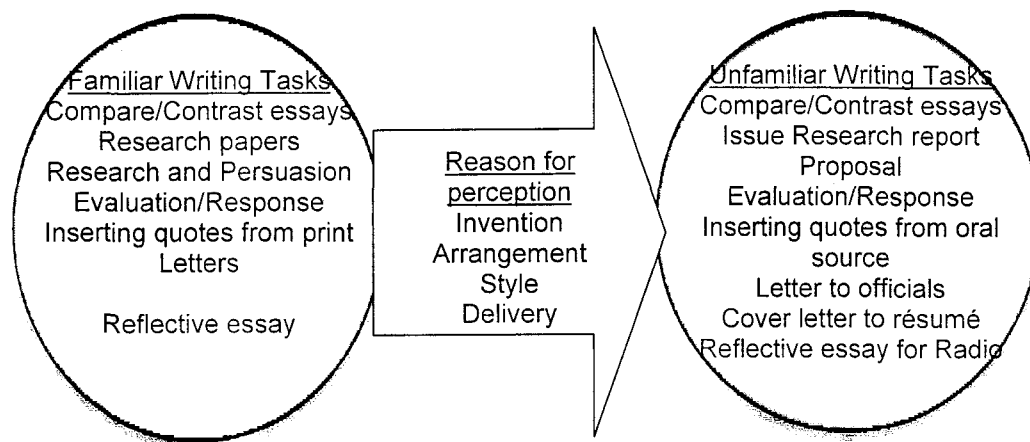 Familiar Writing Tasks
Compare/Contrast essays
Research papers
Research and Persuasion
Evaluation/Response
Inserting quotes from print
Letters
Reflective essay
Reason for
perception
Invention
Arrangement
Style
Delivery
Unfamiliar Writing Tasks
Compare/Contrast essays
Issue Research report
Proposal
Evaluation/Response
Inserting quotes from oral
source
Letter to officials
Cover letter to résumé
Reflective essay for Radio